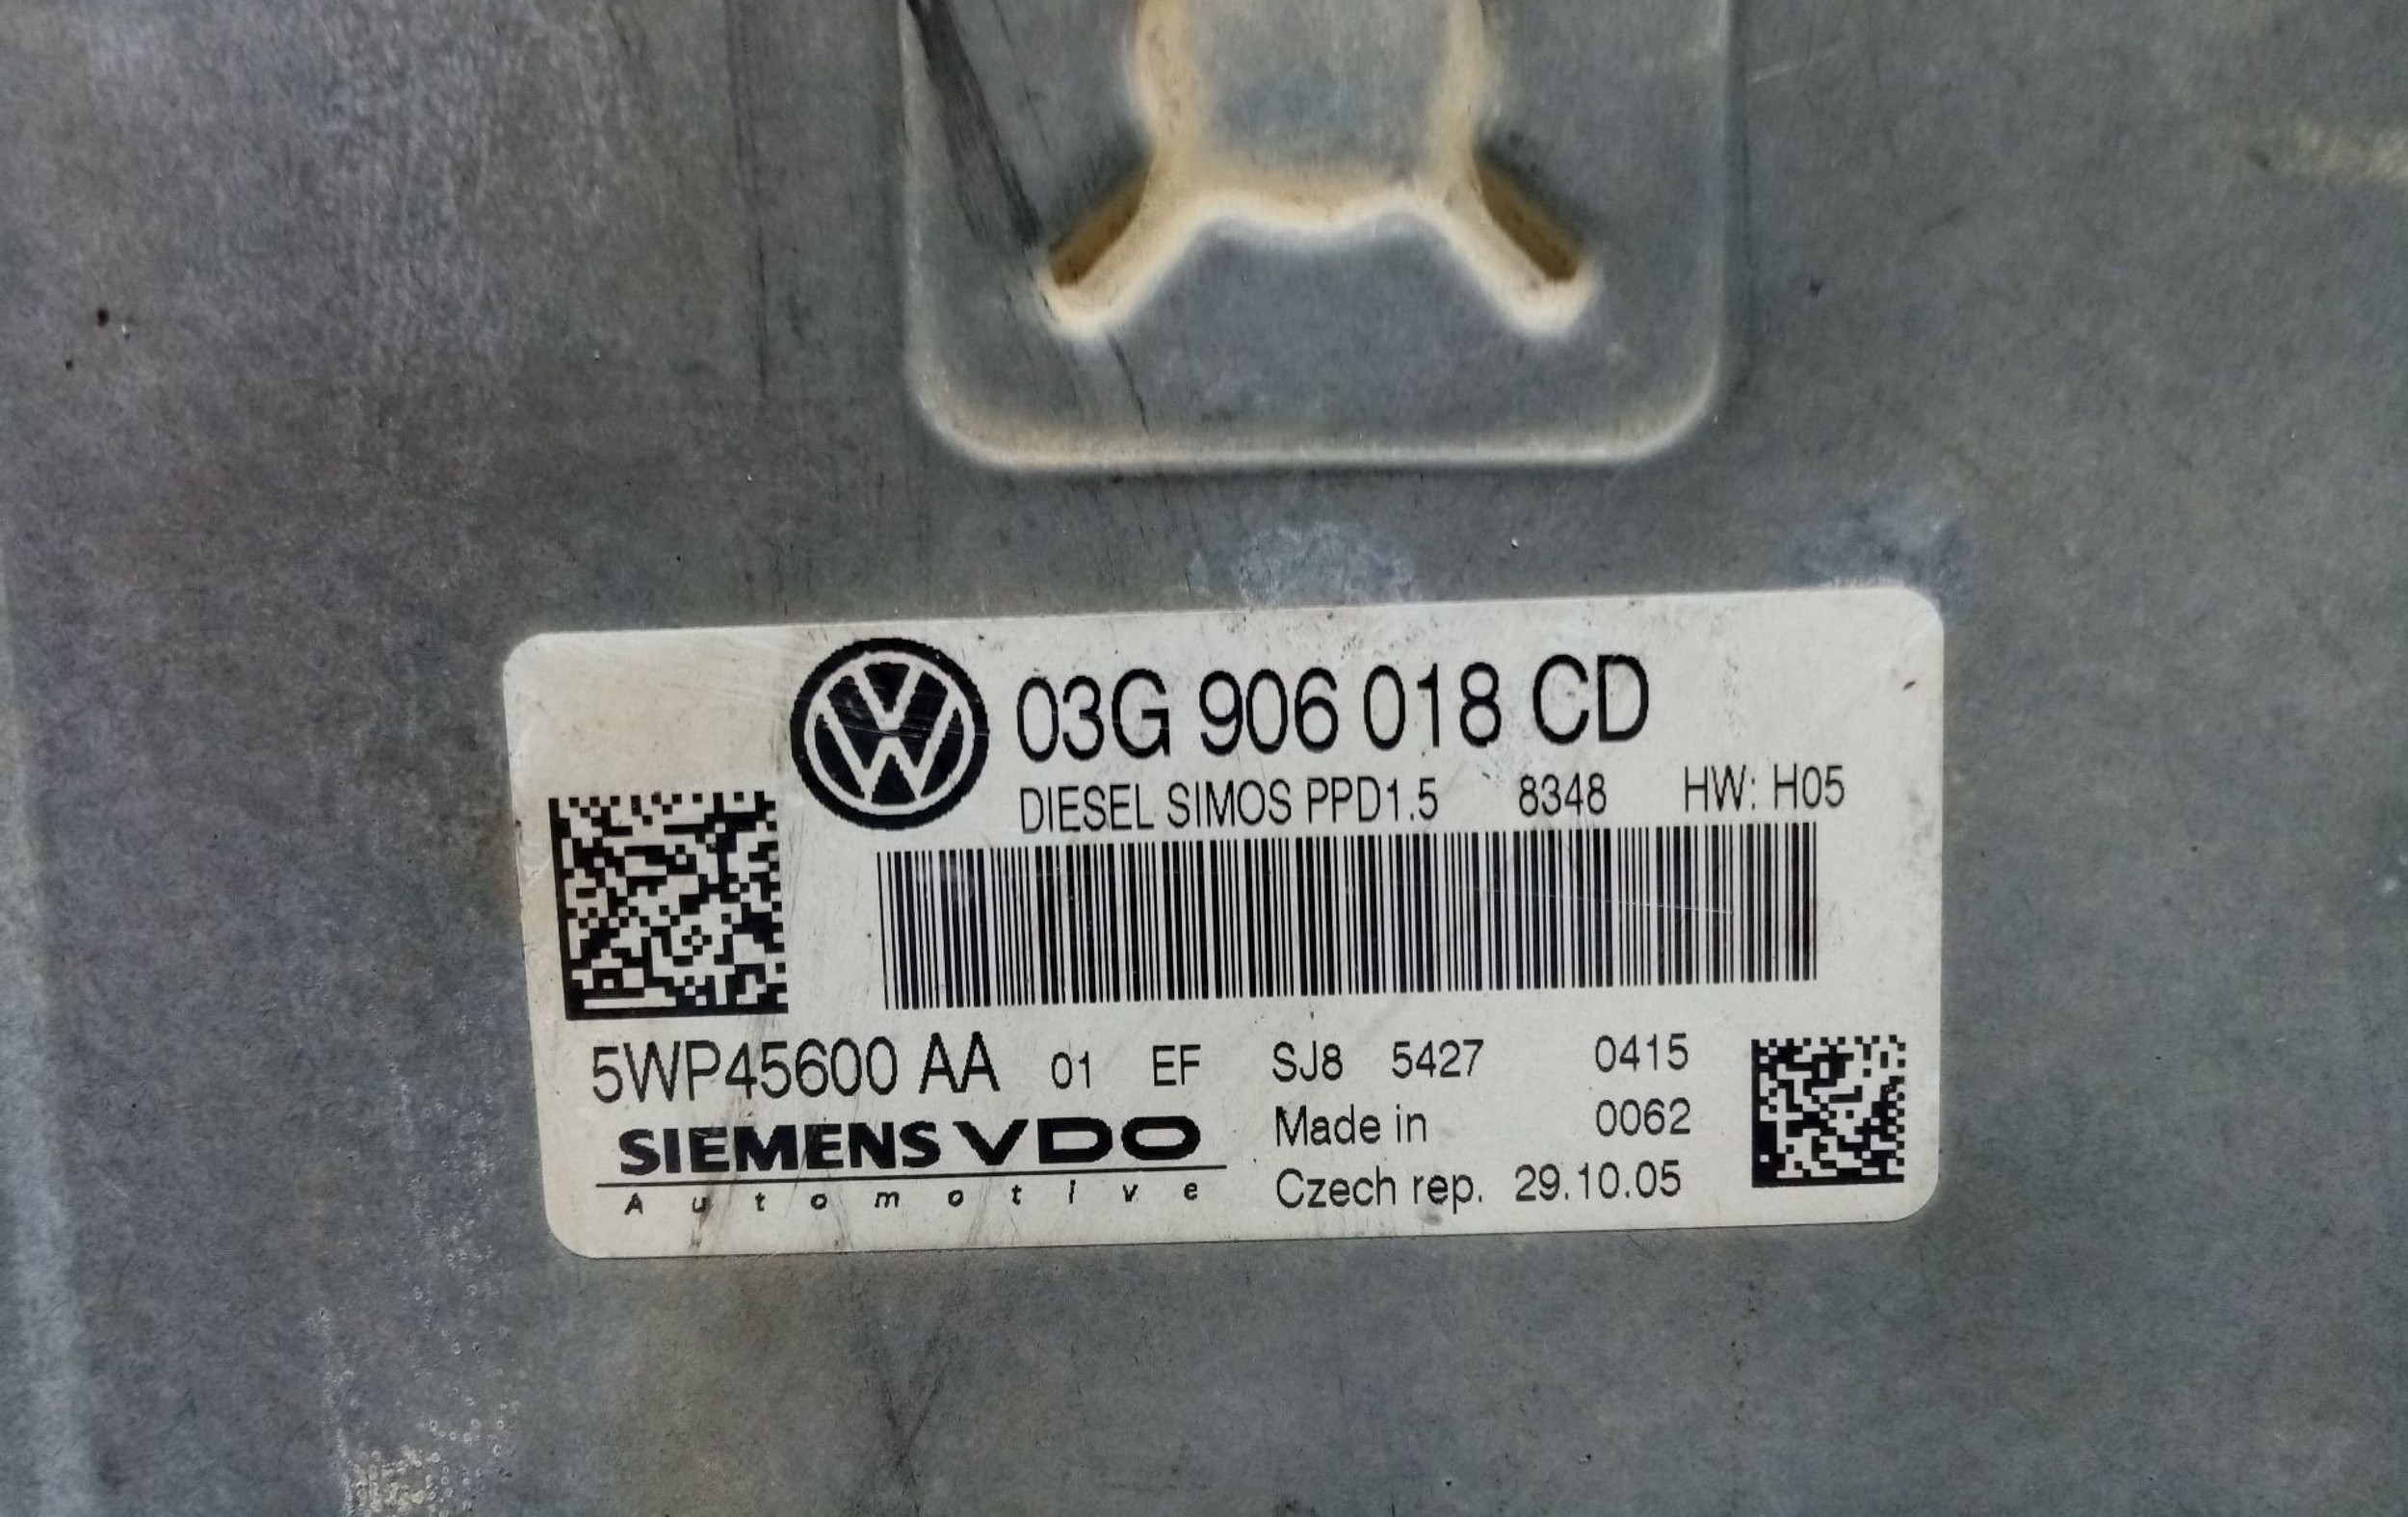 03G 906 018 CD
DIESEL SIMOS PPD1.5 8348 HW: H05
5WP45600 AA 01 EF SJ8 5427 0415
SIEMENS VDO Made in 0062
Automotive Czech rep. 29.10.05